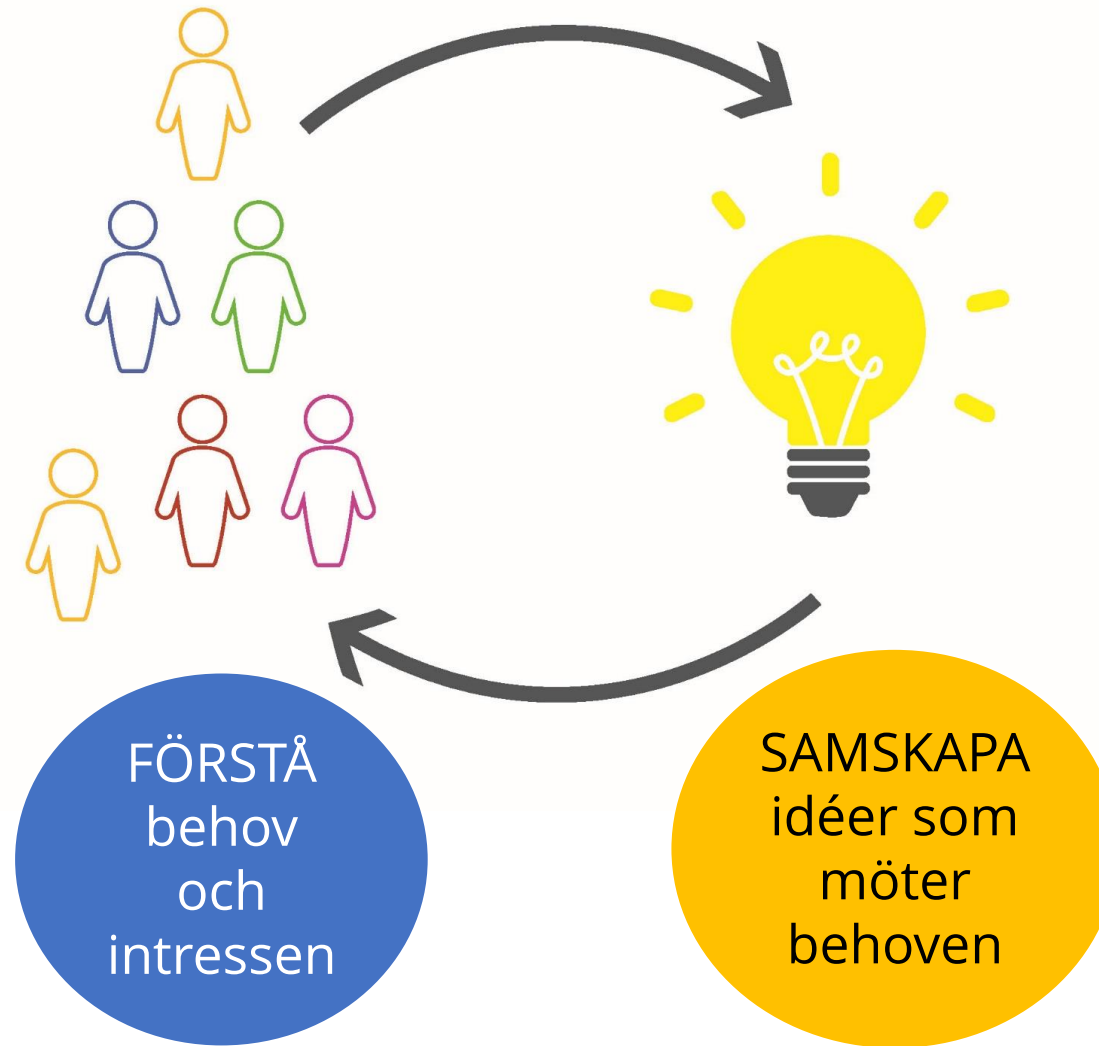 FÖRSTÅ
behov
och
intressen
SAMSKAPA
idéer som
möter
behoven